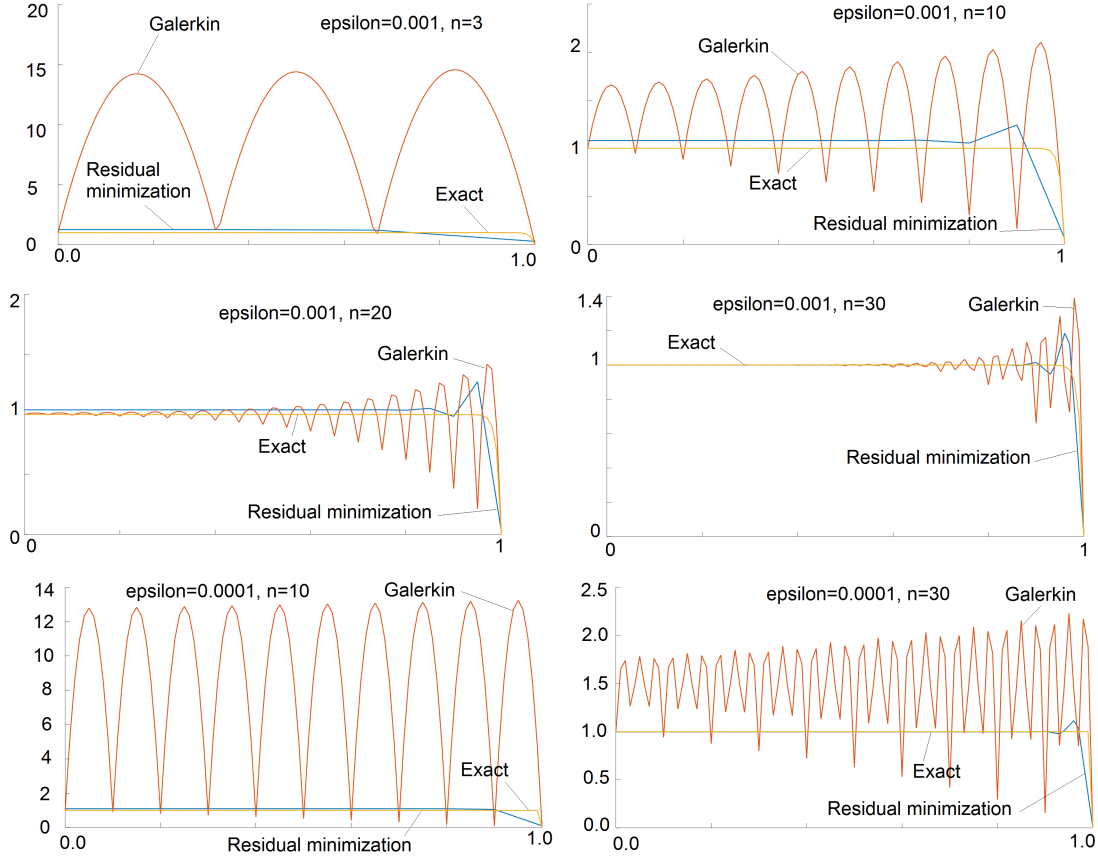 epsilon=0.001, n=3
20
15
10
5
0
Galerkin
Residual
minimization
Exact
0.0
1.0
epsilon=0.001, n=10
2
1
0
Galerkin
Exact
Residual minimization
0
1
epsilon=0.001, n=20
2
1
0
Galerkin
Exact
Residual minimization
0
1
epsilon=0.001, n=30
1.4
1
0
Exact
Galerkin
Residual minimization
0
1
epsilon=0.0001, n=10
14
12
10
8
6
4
2
0
Galerkin
Exact
Residual minimization
0.0
1.0
epsilon=0.0001, n=30
2.5
2.0
1.5
1.0
0.5
0.0
Galerkin
Exact
Residual minimization
0.0
1.0